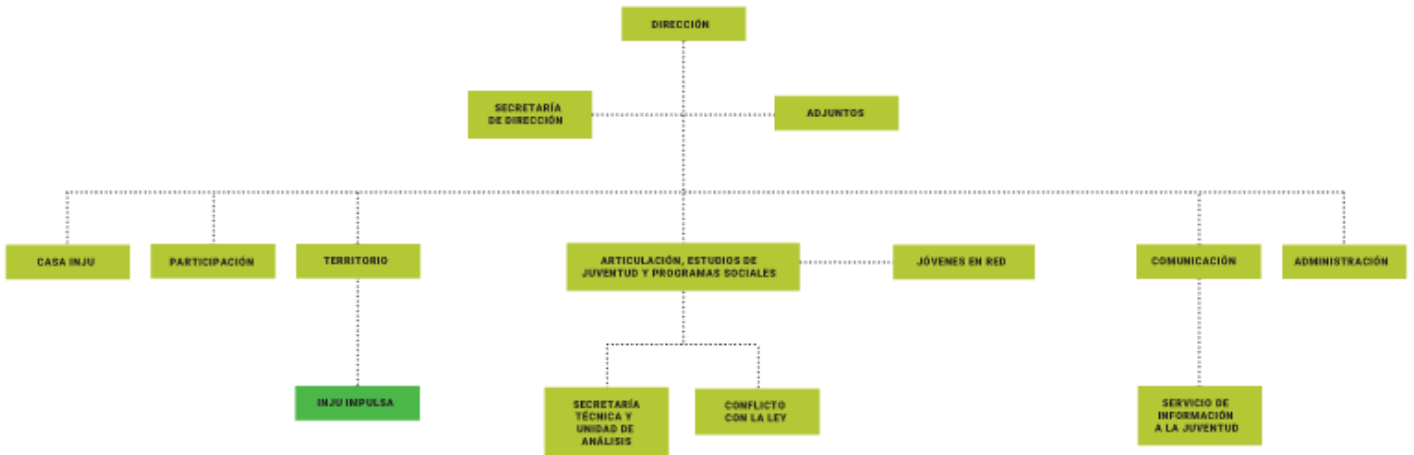 DIRECCIÓN
SECRETARÍA
DE DIRECCIÓN
ADJUNTOS
CASA INJU
PARTICIPACIÓN
TERRITORIO
ARTICULACIÓN, ESTUDIOS DE
JUVENTUD Y PROGRAMAS SOCIALES
JÓVENES EN RED
COMUNICACIÓN
ADMINISTRACIÓN
INJU IMPULSA
SECRETARÍA
TÉCNICA Y
UNIDAD DE
ANÁLISIS
CONFLICTO
CON LA LEY
SERVICIO DE
INFORMACIÓN
A LA JUVENTUD